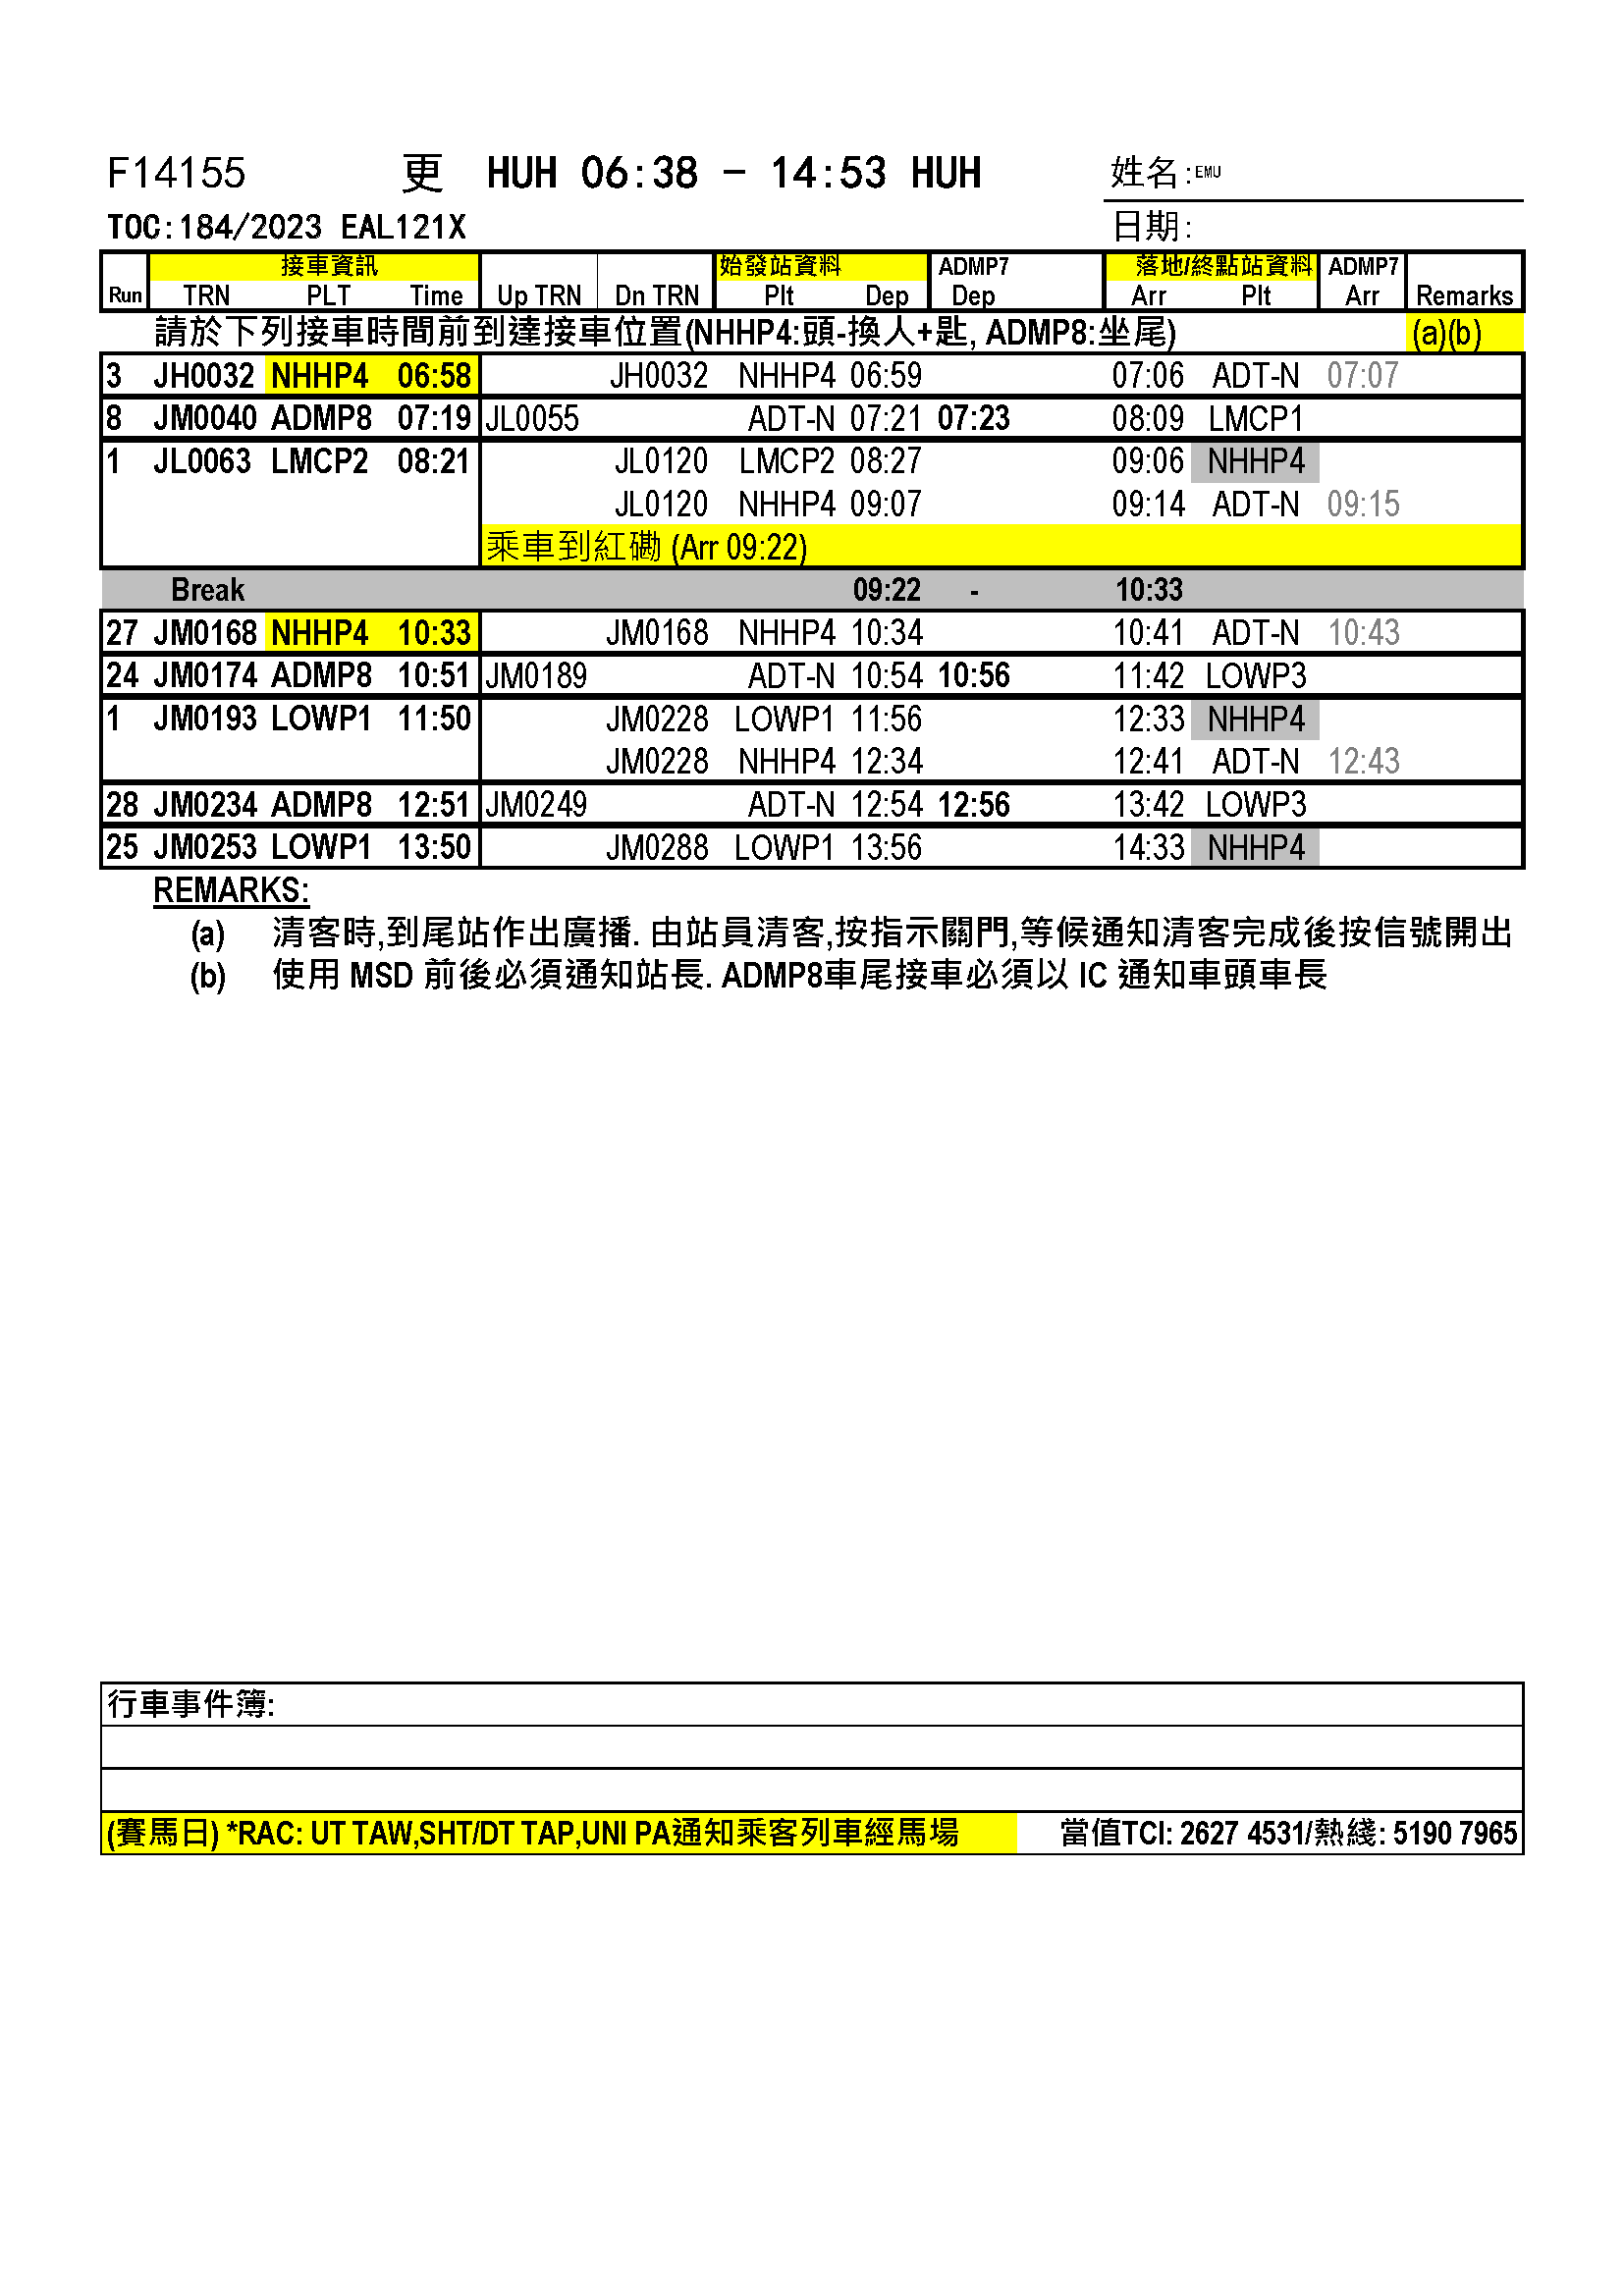 F14155 更 HUH 06:38 - 14:53 HUH 姓名:EMU
TOC:184/2023 EAL121X 日期:
接車資訊 始發站資料 ADMP7 落地/終點站資料 ADMP7
Run TRN PLT Time Up TRN Dn TRN Plt Dep Dep Arr Plt Arr Remarks
請於下列接車時間前到達接車位置(NHHP4:頭-換人+匙, ADMP8:坐尾) (a)(b)
3 JH0032 NHHP4 06:58 JH0032 NHHP4 06:59 07:06 ADT-N 07:07
8 JM0040 ADMP8 07:19 JL0055 ADT-N 07:21 07:23 08:09 LMCP1
1 JL0063 LMCP2 08:21 JL0120 LMCP2 08:27 09:06 NHHP4
JL0120 NHHP4 09:07 09:14 ADT-N 09:15
乘車到紅磡 (Arr 09:22)
Break 09:22 - 10:33
27 JM0168 NHHP4 10:33 JM0168 NHHP4 10:34 10:41 ADT-N 10:43
24 JM0174 ADMP8 10:51 JM0189 ADT-N 10:54 10:56 11:42 LOWP3
1 JM0193 LOWP1 11:50 JM0228 LOWP1 11:56 12:33 NHHP4
JM0228 NHHP4 12:34 12:41 ADT-N 12:43
28 JM0234 ADMP8 12:51 JM0249 ADT-N 12:54 12:56 13:42 LOWP3
25 JM0253 LOWP1 13:50 JM0288 LOWP1 13:56 14:33 NHHP4
REMARKS:
(a) 清客時,到尾站作出廣播. 由站員清客,按指示關門,等候通知清客完成後按信號開出
(b) 使用 MSD 前後必須通知站長. ADMP8車尾接車必須以 IC 通知車頭車長
行車事件簿:
(賽馬日) *RAC: UT TAW,SHT/DT TAP,UNI PA通知乘客列車經馬場 當值TCI: 2627 4531/熱綫: 5190 7965